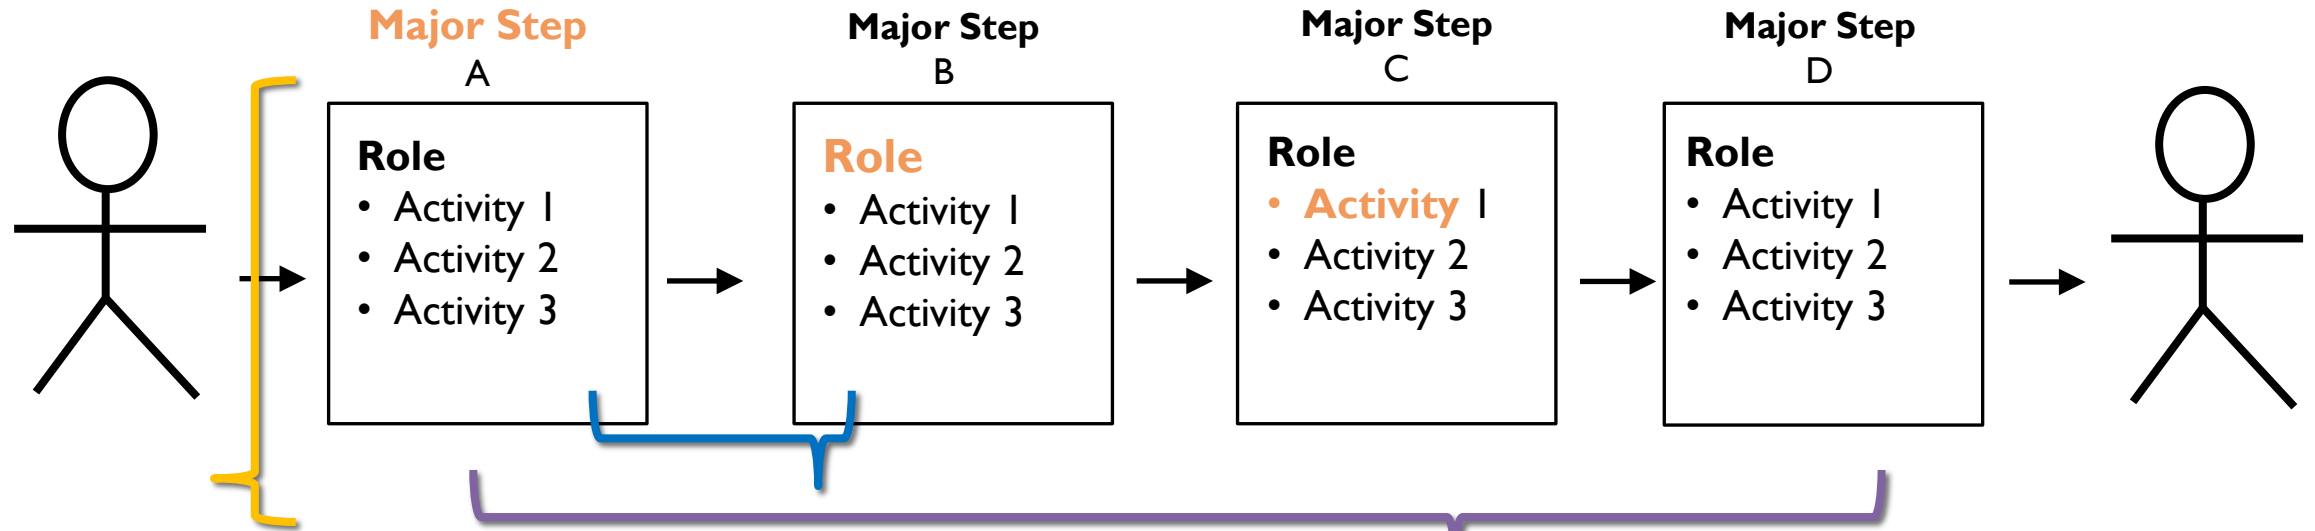 Major Step
A
Role
• Activity 1
• Activity 2
• Activity 3
Major Step
B
Role
• Activity 1
• Activity 2
• Activity 3
Major Step
C
Role
• Activity 1
• Activity 2
• Activity 3
Major Step
D
Role
• Activity 1
• Activity 2
• Activity 3